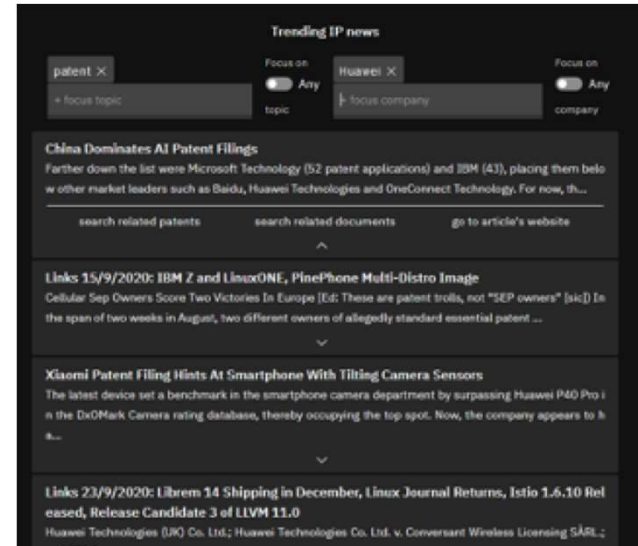 Trending IP news
patent ×
Focus on
Any
topic
+ focus topic
Huawei ×
Focus on
Any
company
+ focus company
China Dominates AI Patent Filings
Farther down the list were Microsoft Technology (52 patent applications) and IBM (43), placing them belo
w other market leaders such as Baidu, Huawei Technologies and OneConnect Technology. For now, th...
search related patents search related documents go to article's website
Links 15/9/2020: IBM Z and LinuxONE, PinePhone Multi-Distro Image
Cellular Sep Owners Score Two Victories In Europe [Ed: These are patent trolls, not "SEP owners" [sic]) In
the span of two weeks in August, two different owners of allegedly standard essential patent ...
Xiaomi Patent Filing Hints At Smartphone With Tilting Camera Sensors
The latest device set a benchmark in the smartphone camera department by surpassing Huawei P40 Pro i
n the DxOMark Camera rating database, thereby occupying the top spot. Now, the company appears to h
a...
Links 23/9/2020: Librem 14 Shipping in December, Linux Journal Returns, Istio 1.6.10 Rel
eased, Release Candidate 3 of LLVM 11.0
Huawei Technologies (UK) Co. Ltd.; Huawei Technologies Co. Ltd. v. Conversant Wireless Licensing SÀRL.;